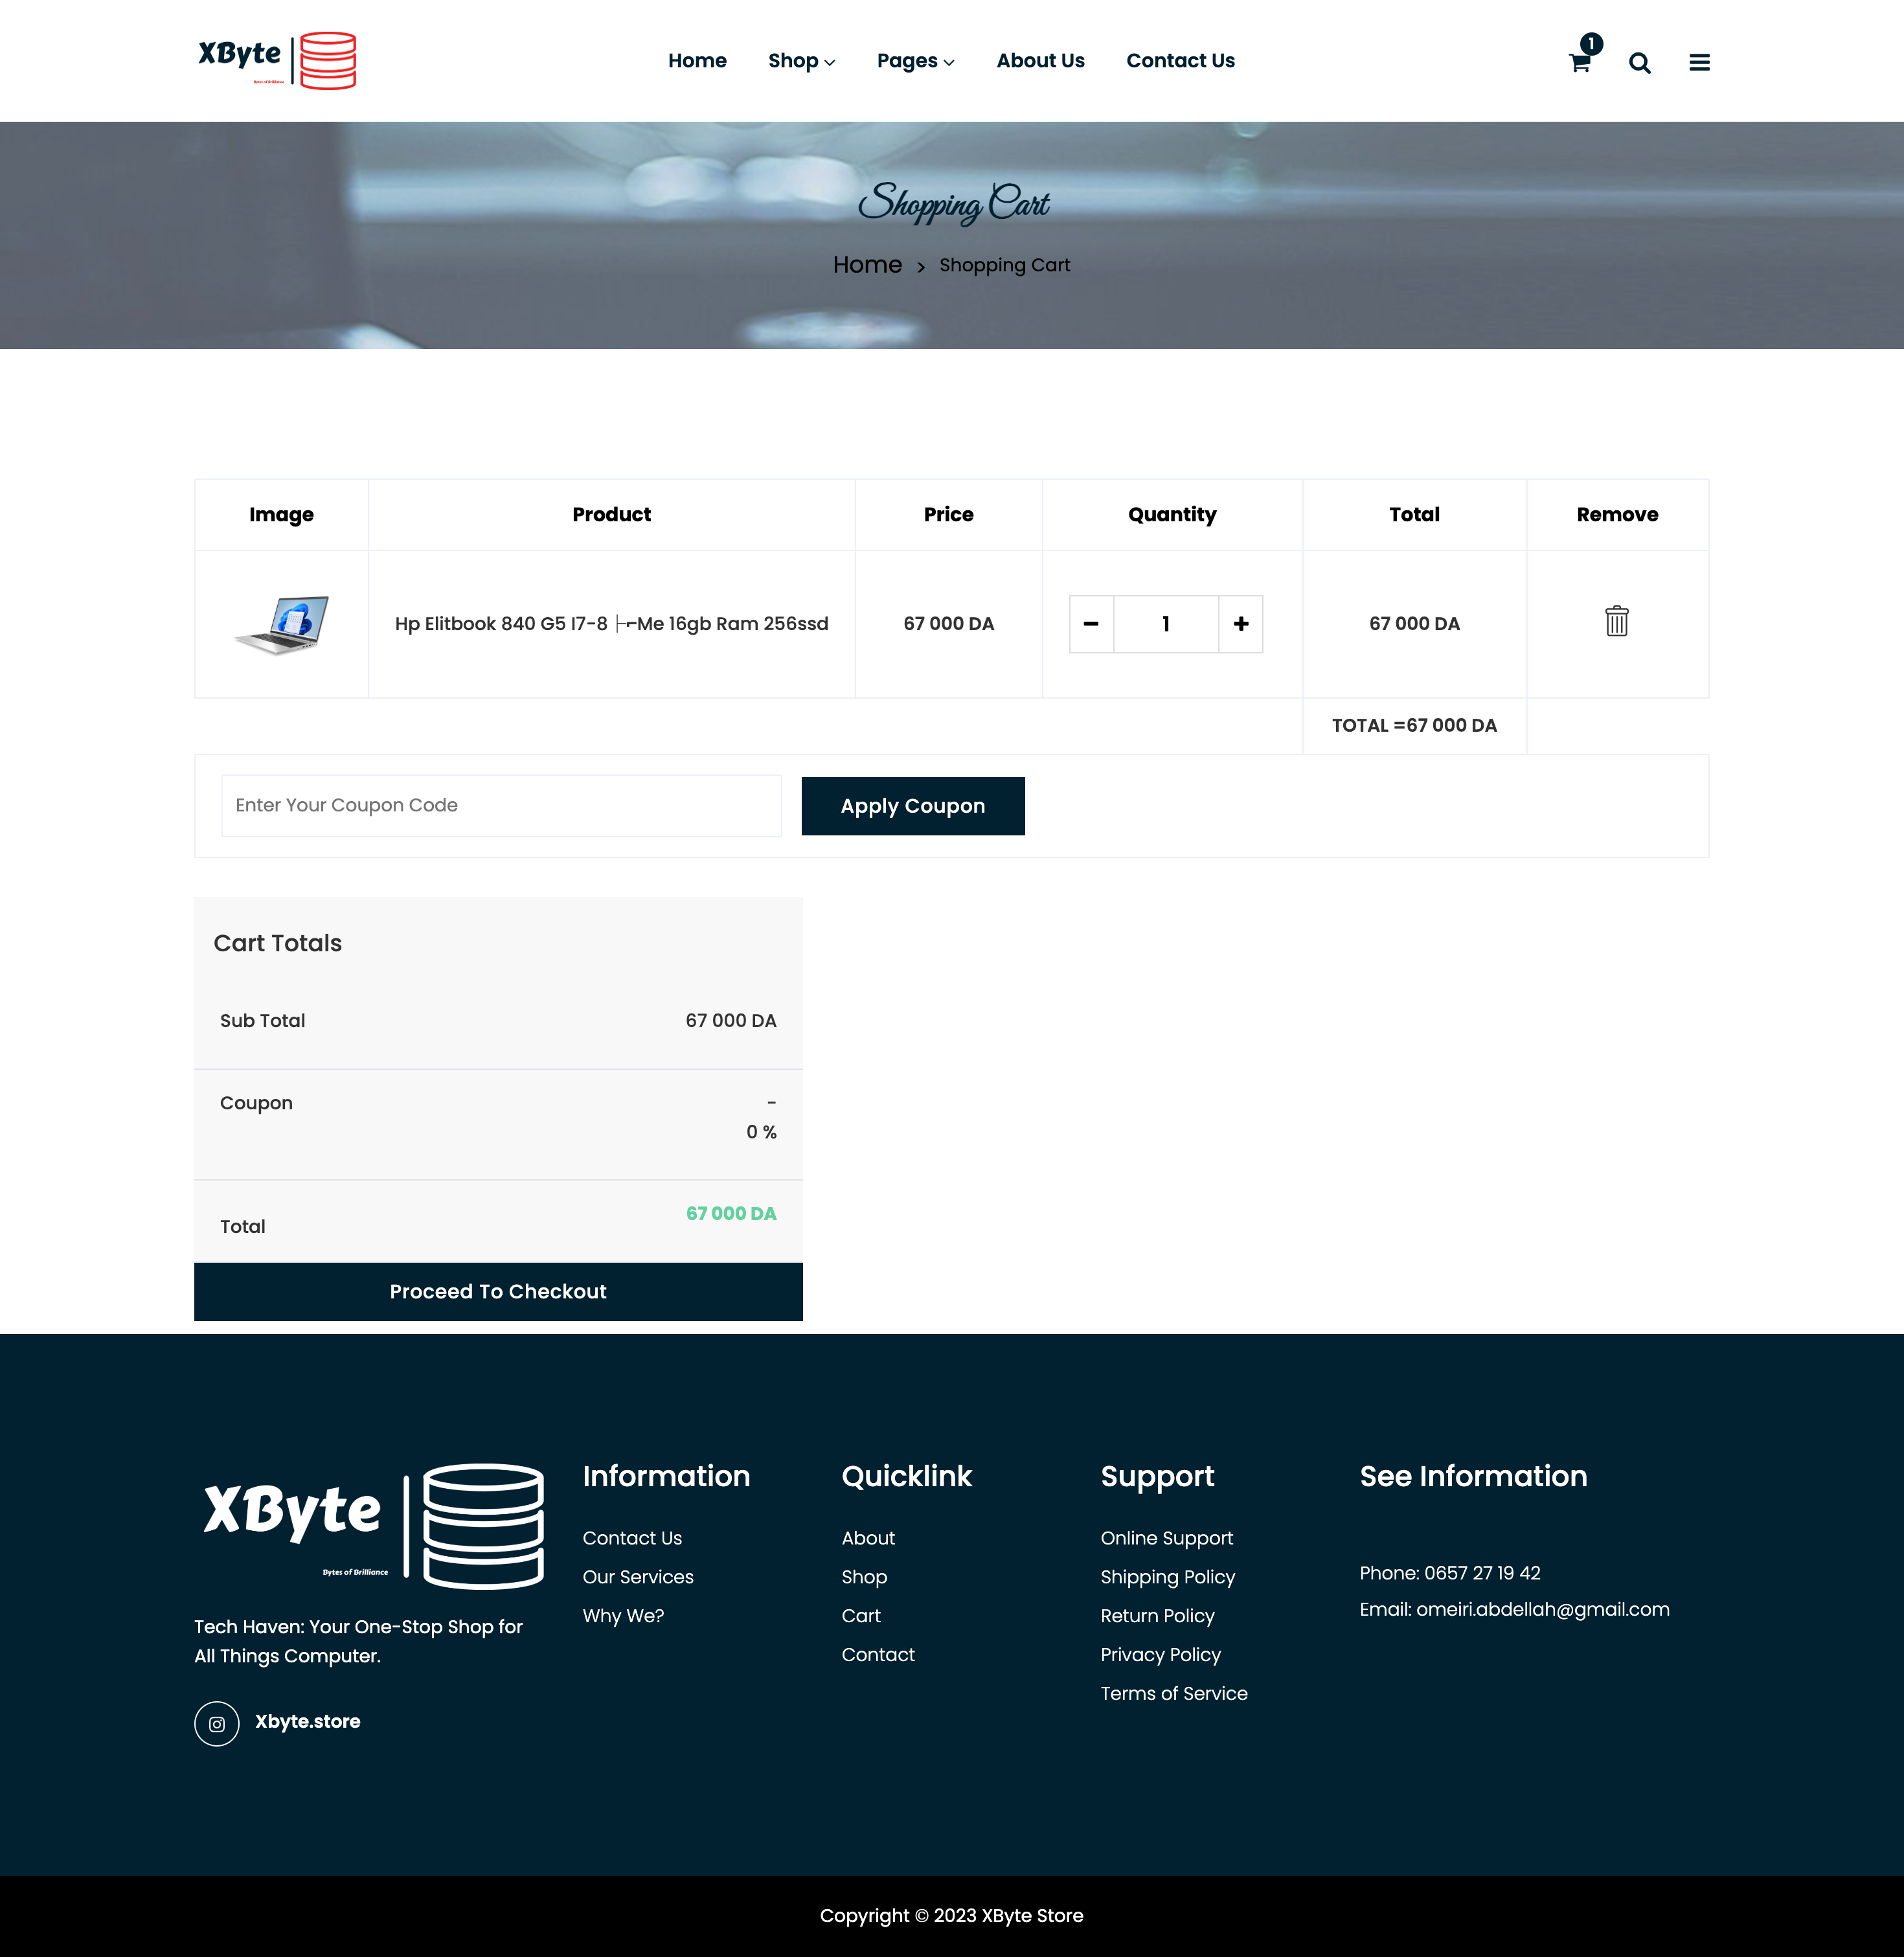 XByte
Bytes of Brilliance
Home Shop Pages About Us Contact Us
1
Shopping Cart
Home > Shopping Cart
Image Product Price Quantity Total Remove
Hp Elitbook 840 G5 I7-8 ├⌐Me 16gb Ram 256ssd 67 000 DA − 1 + 67 000 DA
TOTAL =67 000 DA
Enter Your Coupon Code Apply Coupon
Cart Totals
Sub Total 67 000 DA
Coupon -
0 %
Total 67 000 DA
Proceed To Checkout
XByte
Bytes of Brilliance
Tech Haven: Your One-Stop Shop for
All Things Computer.
Xbyte.store
Information
Contact Us
Our Services
Why We?
Quicklink
About
Shop
Cart
Contact
Support
Online Support
Shipping Policy
Return Policy
Privacy Policy
Terms of Service
See Information
Phone: 0657 27 19 42
Email: omeiri.abdellah@gmail.com
Copyright © 2023 XByte Store